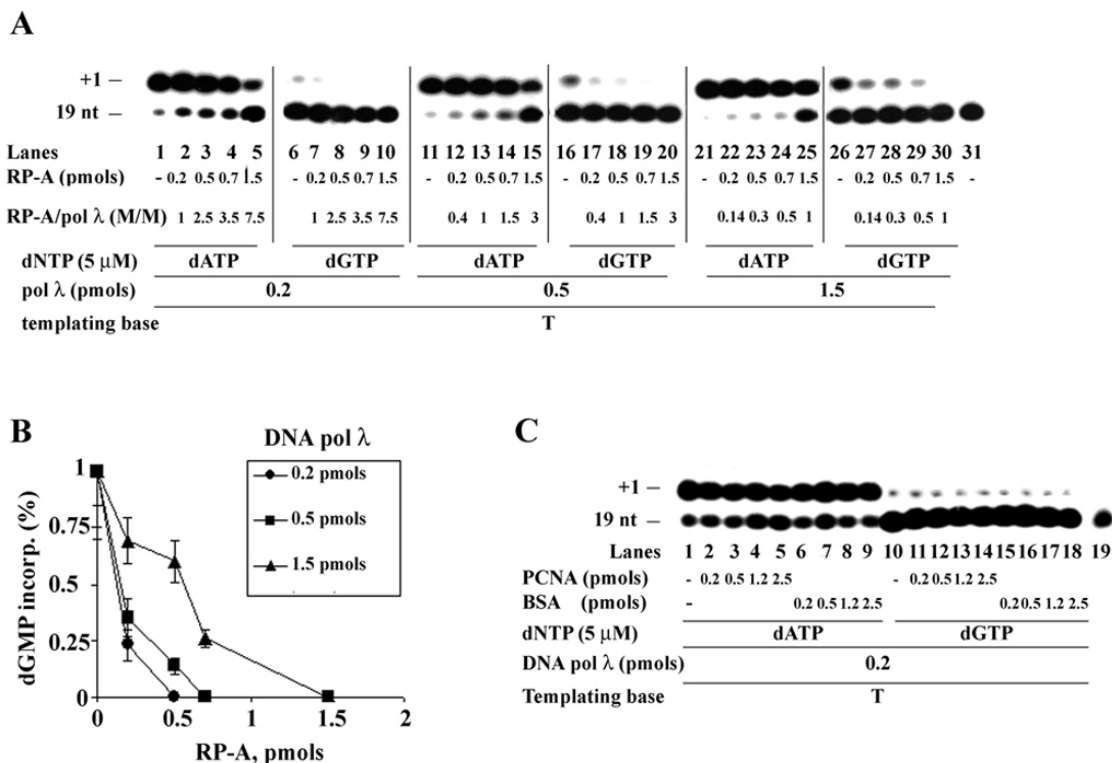 A
+1 –
19 nt –
Lanes 1 2 3 4 5 6 7 8 9 10 11 12 13 14 15 16 17 18 19 20 21 22 23 24 25 26 27 28 29 30 31
RP-A (pmols) - 0.2 0.5 0.7 1.5 - 0.2 0.5 0.7 1.5 - 0.2 0.5 0.7 1.5 - 0.2 0.5 0.7 1.5 - 0.2 0.5 0.7 1.5 - 0.2 0.5 0.7 1.5 -
RP-A/pol λ (M/M) 1 2.5 3.5 7.5 1 2.5 3.5 7.5 0.4 1 1.5 3 0.4 1 1.5 3 0.14 0.3 0.5 1 0.14 0.3 0.5 1
dNTP (5 μM) dATP dGTP dATP dGTP dATP dGTP
pol λ (pmols) 0.2 0.5 1.5
templating base T
B
DNA pol λ
0.2 pmols
0.5 pmols
1.5 pmols
dGMP incorp. (%)
1
0.75
0.5
0.25
0
0 0.5 1 1.5 2
RP-A, pmols
C
+1 –
19 nt –
Lanes 1 2 3 4 5 6 7 8 9 10 11 12 13 14 15 16 17 18 19
PCNA (pmols) - 0.2 0.5 1.2 2.5 - 0.2 0.5 1.2 2.5
BSA (pmols) - 0.2 0.5 1.2 2.5 0.2 0.5 1.2 2.5
dNTP (5 μM) dATP dGTP
DNA pol λ (pmols) 0.2
Templating base T